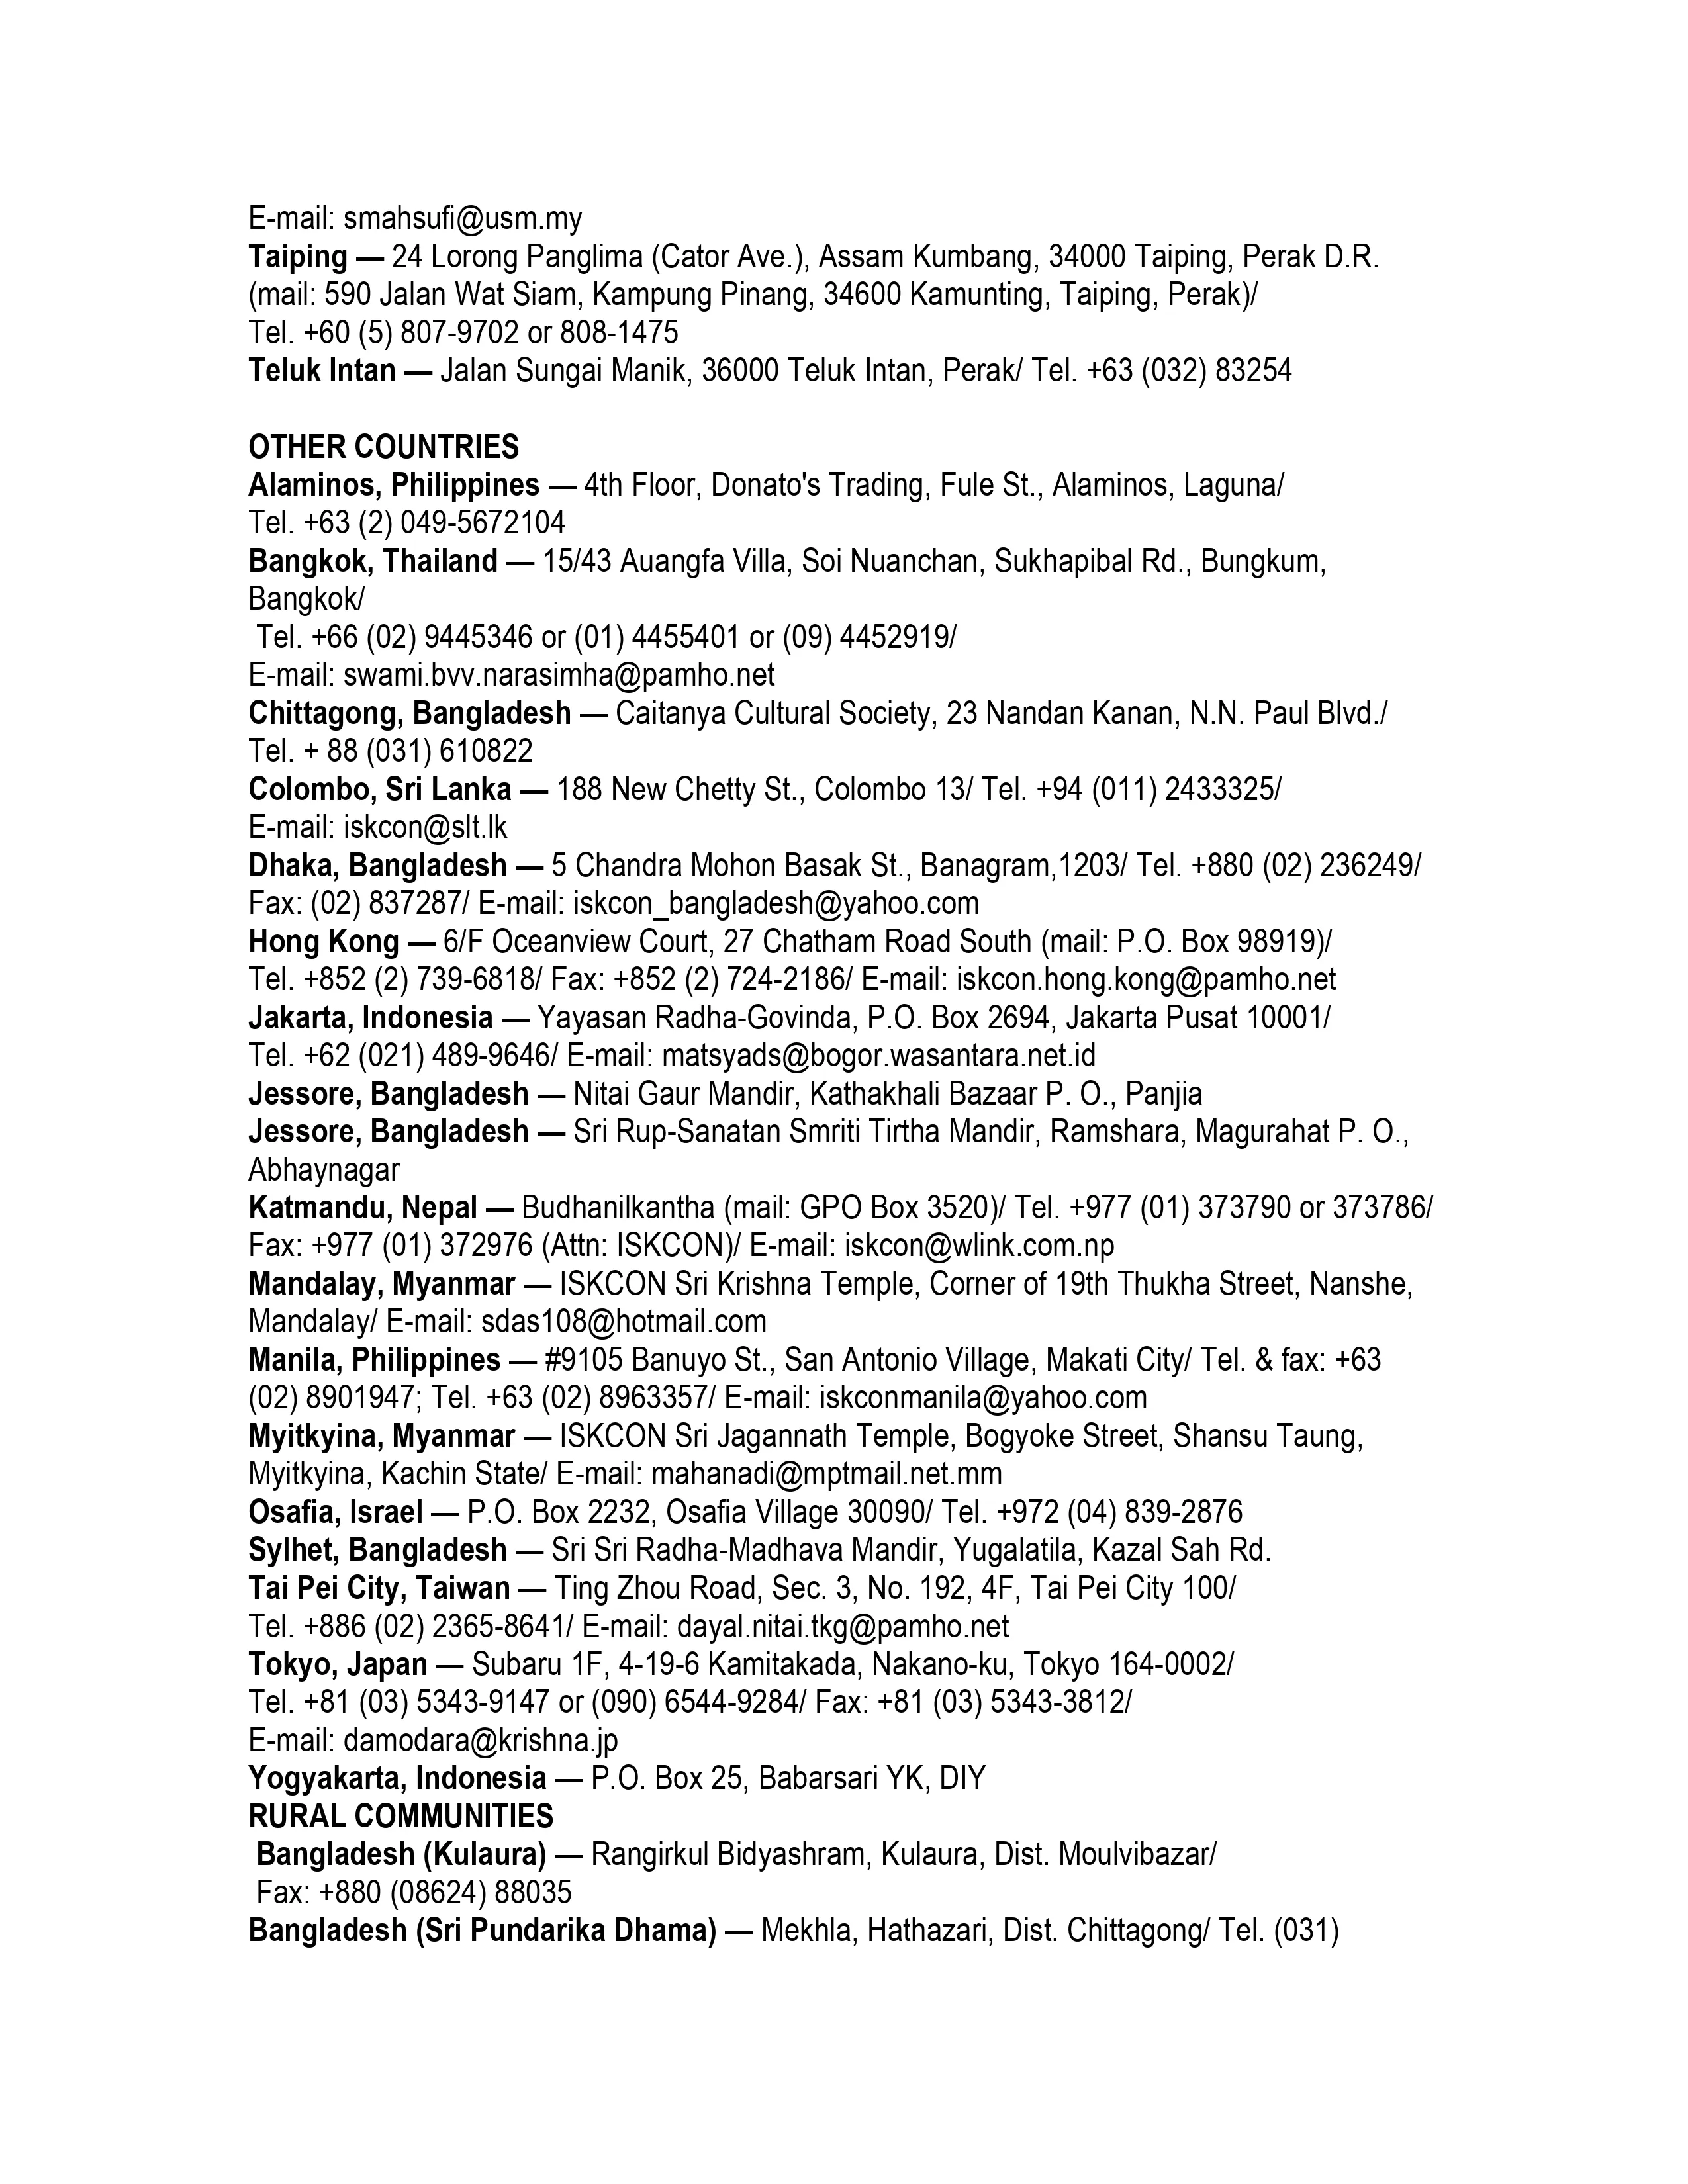 E-mail: smahsufi@usm.my
Taiping — 24 Lorong Panglima (Cator Ave.), Assam Kumbang, 34000 Taiping, Perak D.R.
(mail: 590 Jalan Wat Siam, Kampung Pinang, 34600 Kamunting, Taiping, Perak)/
Tel. +60 (5) 807-9702 or 808-1475
Teluk Intan — Jalan Sungai Manik, 36000 Teluk Intan, Perak/ Tel. +63 (032) 83254
OTHER COUNTRIES
Alaminos, Philippines — 4th Floor, Donato's Trading, Fule St., Alaminos, Laguna/
Tel. +63 (2) 049-5672104
Bangkok, Thailand — 15/43 Auangfa Villa, Soi Nuanchan, Sukhapibal Rd., Bungkum,
Bangkok/
Tel. +66 (02) 9445346 or (01) 4455401 or (09) 4452919/
E-mail: swami.bvv.narasimha@pamho.net
Chittagong, Bangladesh — Caitanya Cultural Society, 23 Nandan Kanan, N.N. Paul Blvd./
Tel. + 88 (031) 610822
Colombo, Sri Lanka — 188 New Chetty St., Colombo 13/ Tel. +94 (011) 2433325/
E-mail: iskcon@slt.lk
Dhaka, Bangladesh — 5 Chandra Mohon Basak St., Banagram,1203/ Tel. +880 (02) 236249/
Fax: (02) 837287/ E-mail: iskcon_bangladesh@yahoo.com
Hong Kong — 6/F Oceanview Court, 27 Chatham Road South (mail: P.O. Box 98919)/
Tel. +852 (2) 739-6818/ Fax: +852 (2) 724-2186/ E-mail: iskcon.hong.kong@pamho.net
Jakarta, Indonesia — Yayasan Radha-Govinda, P.O. Box 2694, Jakarta Pusat 10001/
Tel. +62 (021) 489-9646/ E-mail: matsyads@bogor.wasantara.net.id
Jessore, Bangladesh — Nitai Gaur Mandir, Kathakhali Bazaar P. O., Panjia
Jessore, Bangladesh — Sri Rup-Sanatan Smriti Tirtha Mandir, Ramshara, Magurahat P. O.,
Abhaynagar
Katmandu, Nepal — Budhanilkantha (mail: GPO Box 3520)/ Tel. +977 (01) 373790 or 373786/
Fax: +977 (01) 372976 (Attn: ISKCON)/ E-mail: iskcon@wlink.com.np
Mandalay, Myanmar — ISKCON Sri Krishna Temple, Corner of 19th Thukha Street, Nanshe,
Mandalay/ E-mail: sdas108@hotmail.com
Manila, Philippines — #9105 Banuyo St., San Antonio Village, Makati City/ Tel. & fax: +63
(02) 8901947; Tel. +63 (02) 8963357/ E-mail: iskconmanila@yahoo.com
Myitkyina, Myanmar — ISKCON Sri Jagannath Temple, Bogyoke Street, Shansu Taung,
Myitkyina, Kachin State/ E-mail: mahanadi@mptmail.net.mm
Osafia, Israel — P.O. Box 2232, Osafia Village 30090/ Tel. +972 (04) 839-2876
Sylhet, Bangladesh — Sri Sri Radha-Madhava Mandir, Yugalatila, Kazal Sah Rd.
Tai Pei City, Taiwan — Ting Zhou Road, Sec. 3, No. 192, 4F, Tai Pei City 100/
Tel. +886 (02) 2365-8641/ E-mail: dayal.nitai.tkg@pamho.net
Tokyo, Japan — Subaru 1F, 4-19-6 Kamitakada, Nakano-ku, Tokyo 164-0002/
Tel. +81 (03) 5343-9147 or (090) 6544-9284/ Fax: +81 (03) 5343-3812/
E-mail: damodara@krishna.jp
Yogyakarta, Indonesia — P.O. Box 25, Babarsari YK, DIY
RURAL COMMUNITIES
Bangladesh (Kulaura) — Rangirkul Bidyashram, Kulaura, Dist. Moulvibazar/
Fax: +880 (08624) 88035
Bangladesh (Sri Pundarika Dhama) — Mekhla, Hathazari, Dist. Chittagong/ Tel. (031)